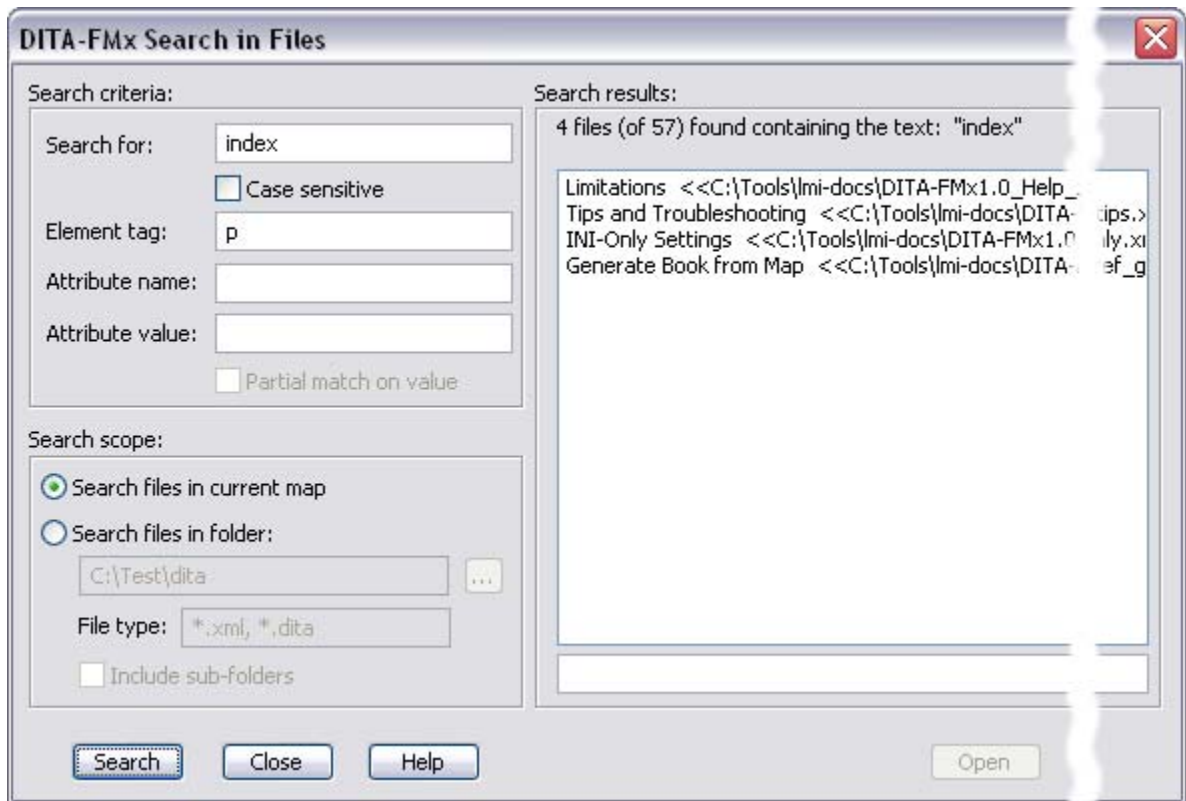 DITA-FMx Search in Files
Search criteria:
Search for:
index
Case sensitive
Element tag:
p
Attribute name:
Attribute value:
Partial match on value
Search scope:
Search files in current map
Search files in folder:
C:\Test\dita
...
File type:
*.xml, *.dita
Include sub-folders
Search results:
4 files (of 57) found containing the text: "index"
Limitations <<C:\Tools\lmi-docs\DITA-FMx1.0_Help_
Tips and Troubleshooting <<C:\Tools\lmi-docs\DITA- tips.x
INI-Only Settings <<C:\Tools\lmi-docs\DITA-FMx1.0 ly.x
Generate Book from Map <<C:\Tools\lmi-docs\DITA- ef_g
Search
Close
Help
Open